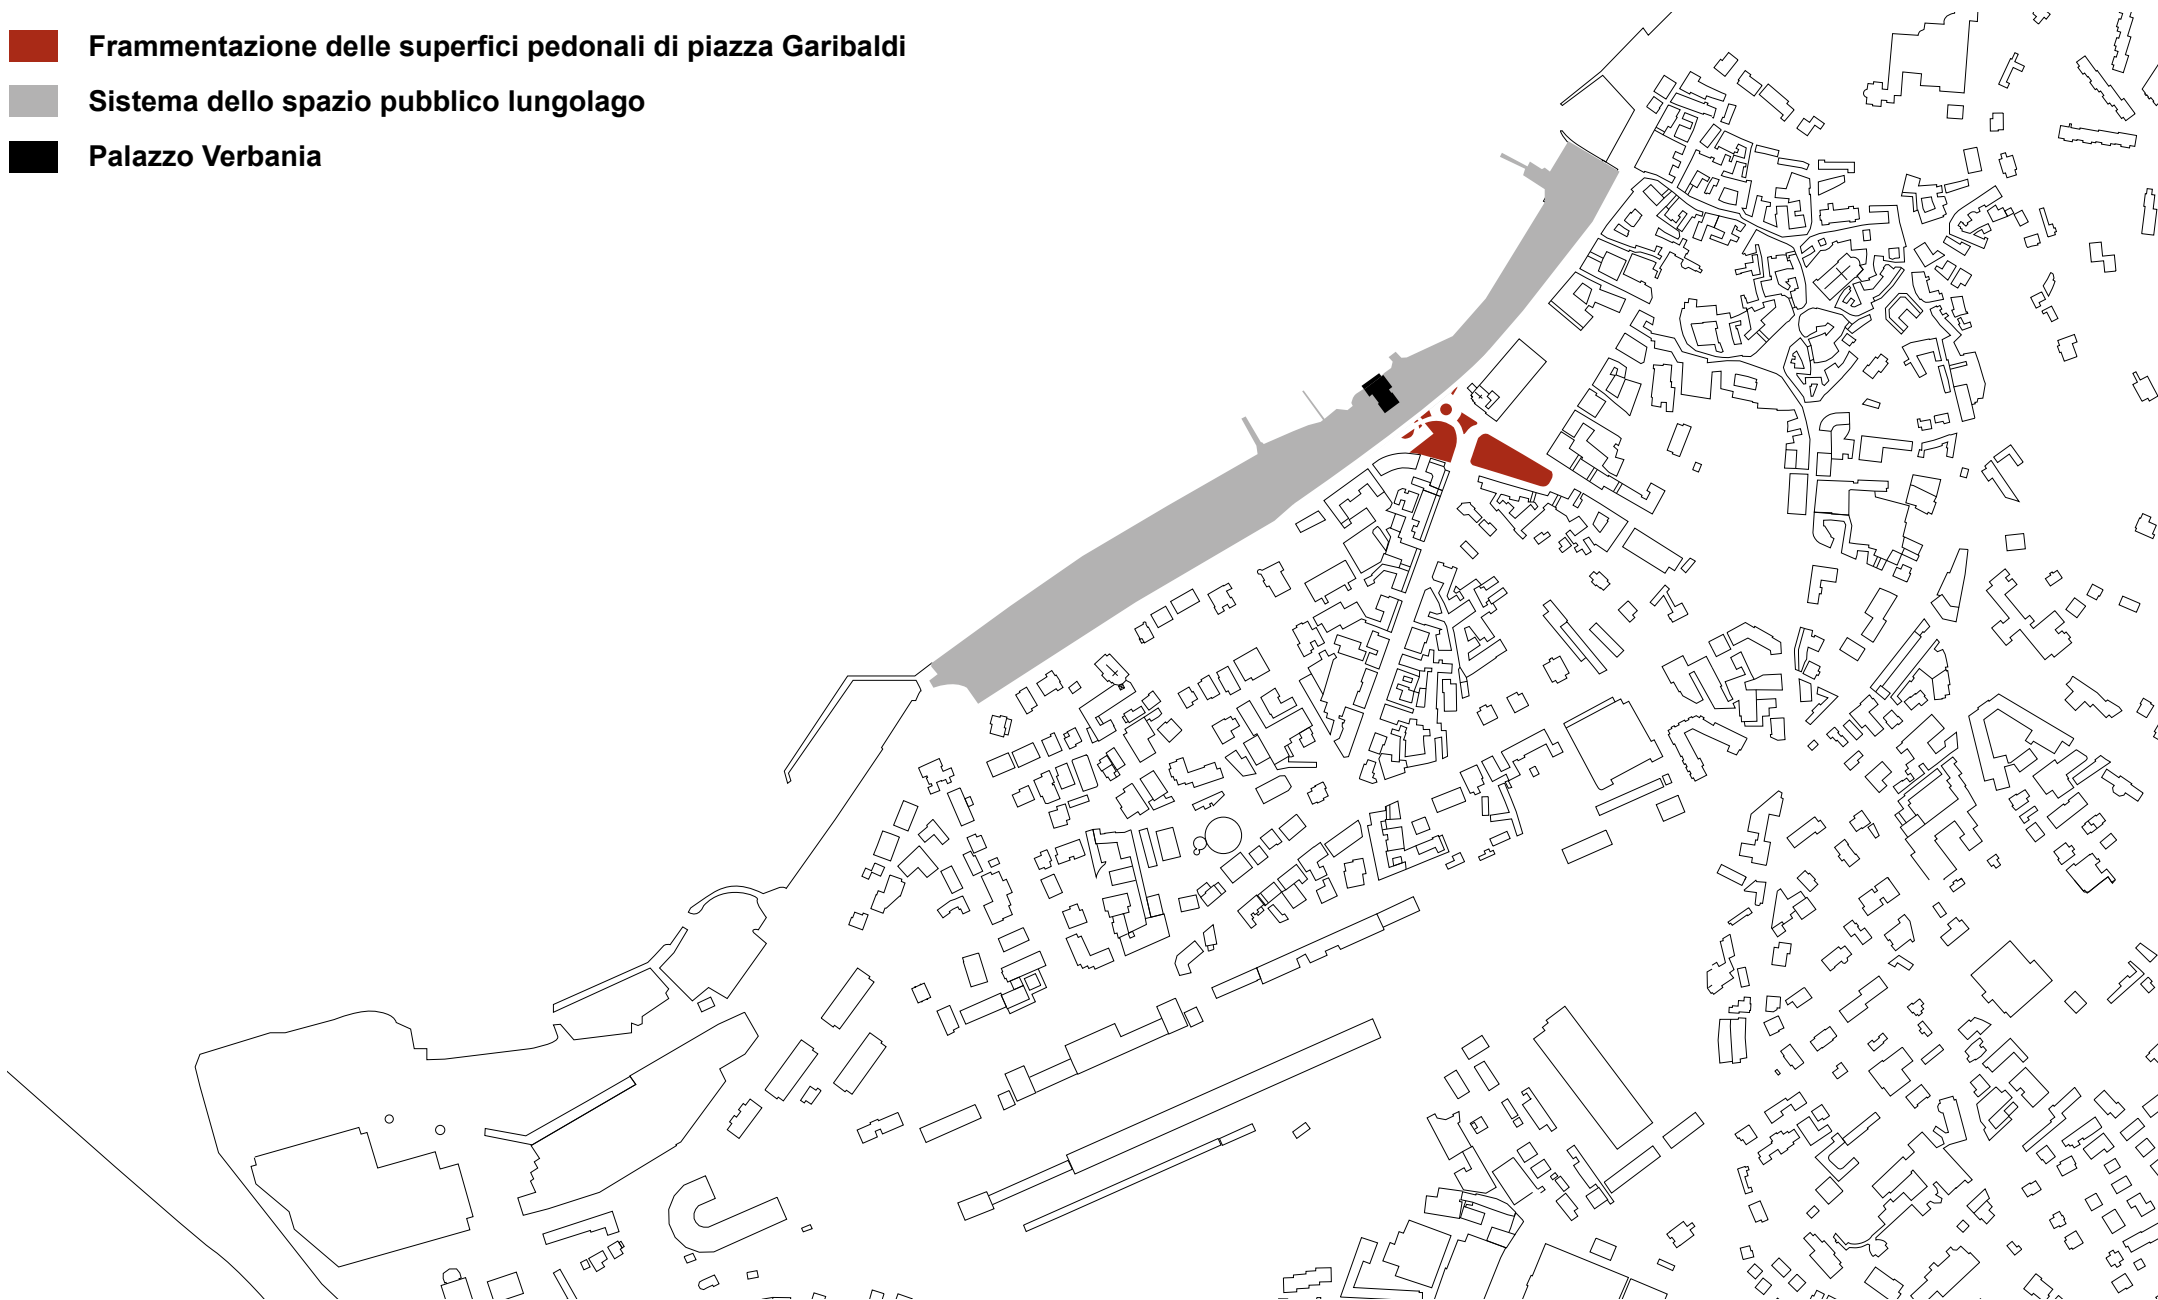 Frammentazione delle superfici pedonali di piazza Garibaldi
Sistema dello spazio pubblico lungolago
Palazzo Verbania